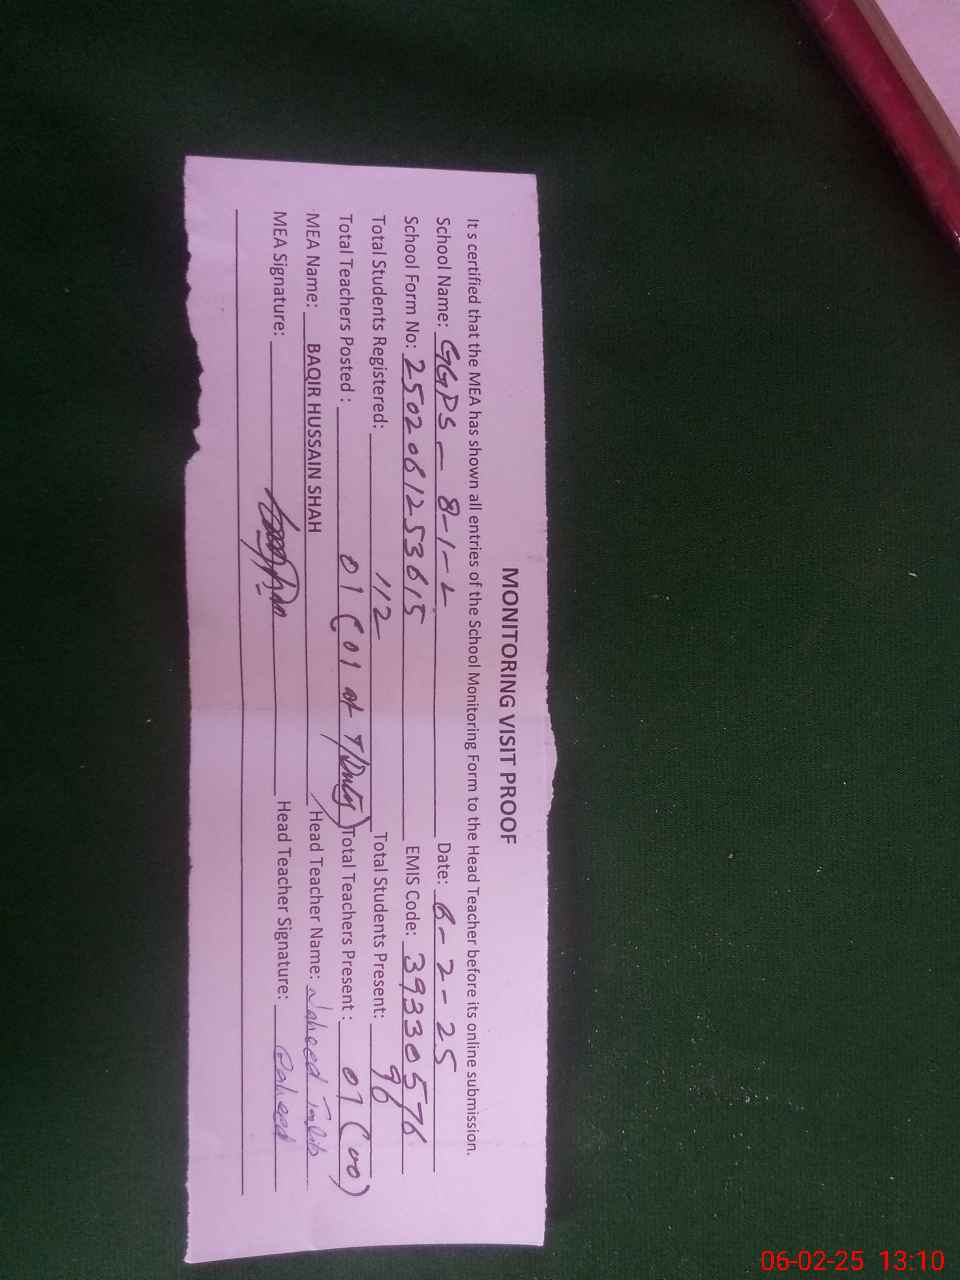 MONITORING VISIT PROOF
It's certified that the MEA has shown all entries of the School Monitoring Form to the Head Teacher before its online submission.
School Name: GGPS - 8-1-L Date: 6-2-25
School Form No: 2502061253615 EMIS Code: 39330576
Total Students Registered: 112 Total Students Present: 96
Total Teachers Posted : 01 (01 at T/Duty) Total Teachers Present : 01 (00)
MEA Name: BAQIR HUSSAIN SHAH Head Teacher Name: Naheed Talib
MEA Signature: Head Teacher Signature: Naheed
06-02-25 13:10